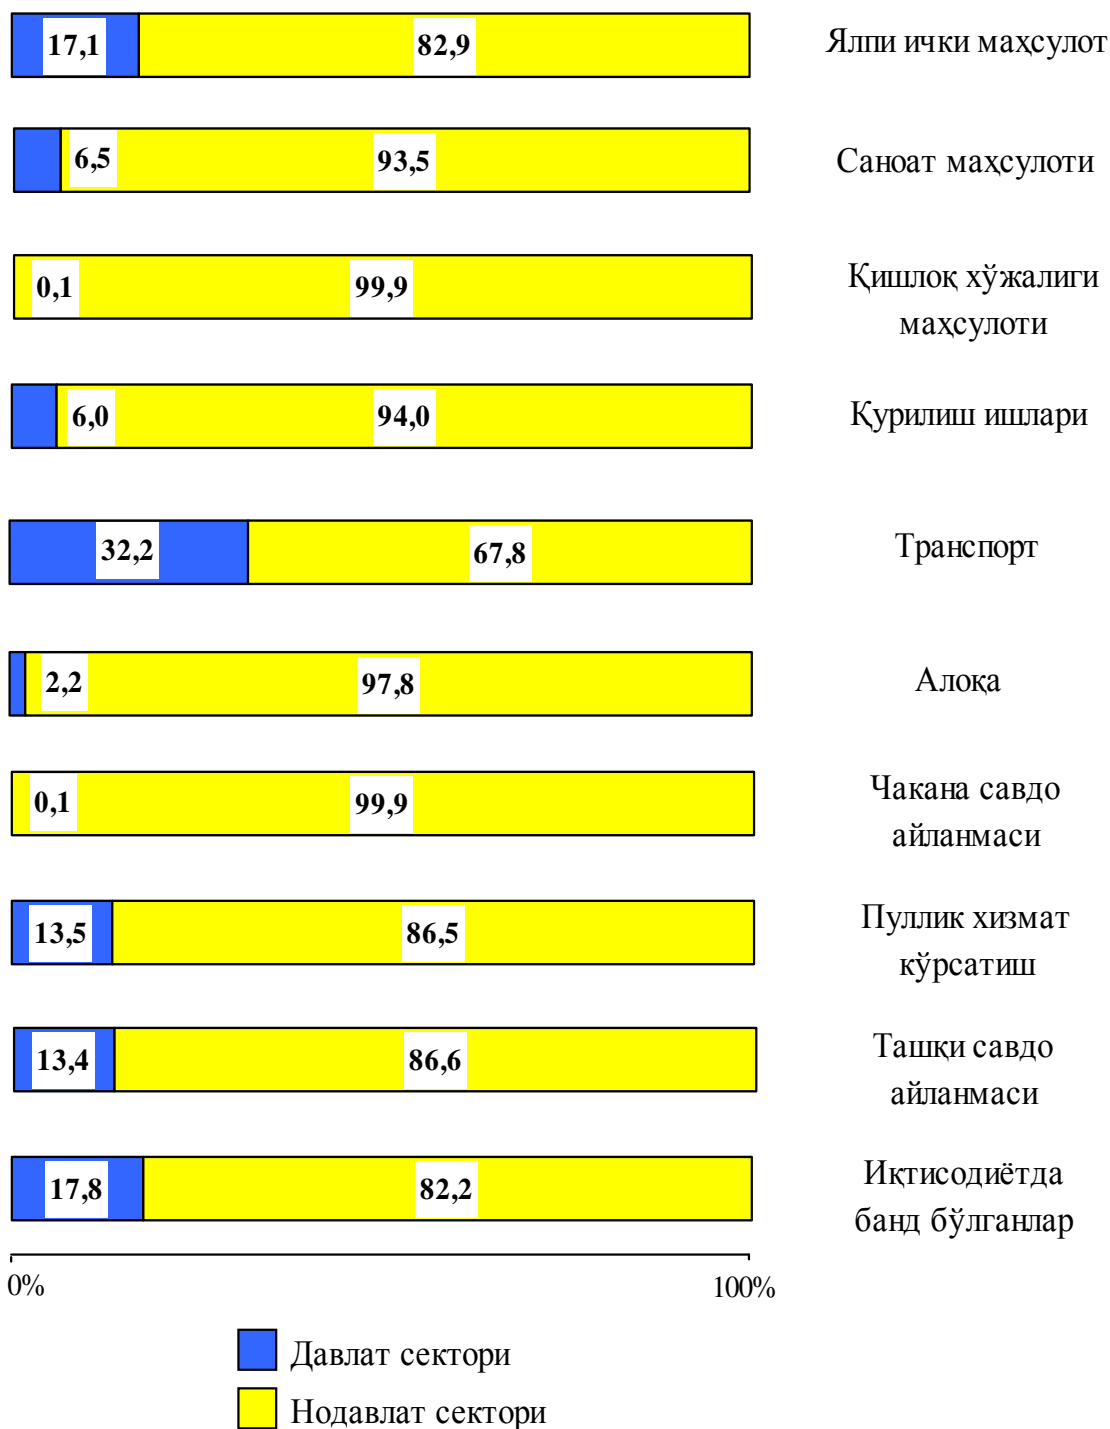 17,1 82,9 Ялпи ички маҳсулот
6,5 93,5 Саноат маҳсулоти
0,1 99,9 Қишлоқ хўжалиги
маҳсулоти
6,0 94,0 Қурилиш ишлари
32,2 67,8 Транспорт
2,2 97,8 Алоқа
0,1 99,9 Чакана савдо
айланмаси
13,5 86,5 Пуллик хизмат
кўрсатиш
13,4 86,6 Ташқи савдо
айланмаси
17,8 82,2 Иқтисодиётда
банд бўлганлар
0% 100%
Давлат сектори
Нодавлат сектори